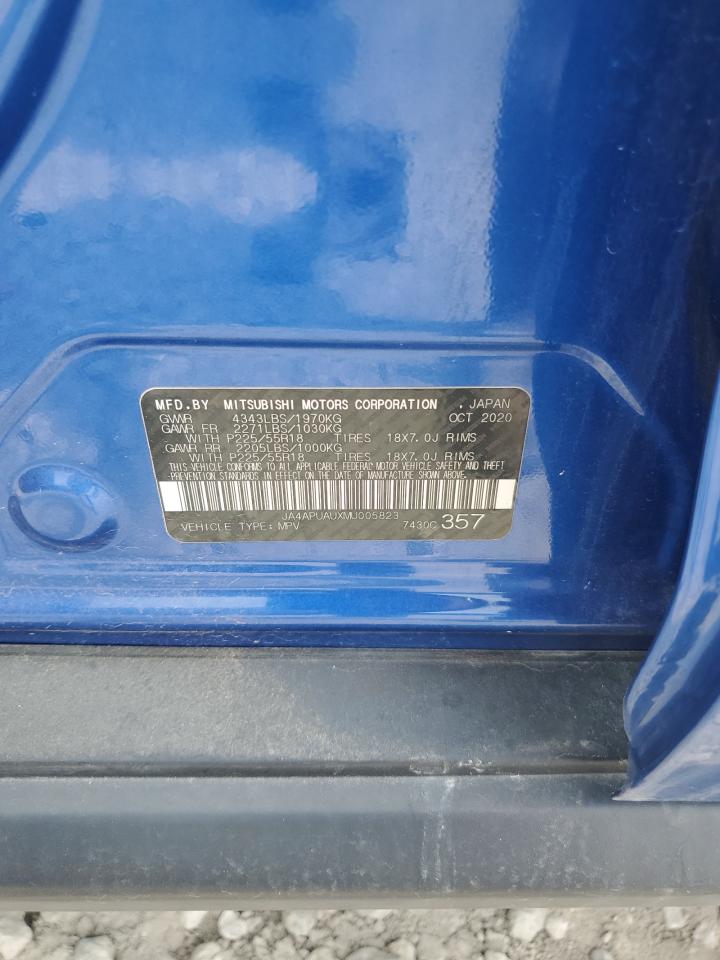 MFD.BY MITSUBISHI MOTORS CORPORATION . JAPAN
GVWR 4343LBS/1970KG OCT 2020
GAWR FR 2271LBS/1030KG
WITH P225/55R18 TIRES 18X7.0J RIMS
GAWR RR 2205LBS/1000KG
WITH P225/55R18 TIRES 18X7.0J RIMS
THIS VEHICLE CONFORMS TO ALL APPLICABLE FEDERAL MOTOR VEHICLE SAFETY AND THEFT
PREVENTION STANDARDS IN EFFECT ON THE DATE OF MANUFACTURE SHOWN ABOVE.
JA4APUAUXMU005823
VEHICLE TYPE: MPV 7430C 357